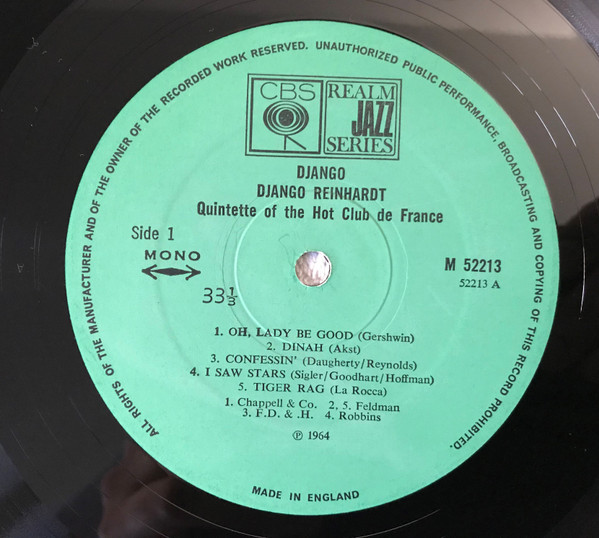 ALL RIGHTS OF THE MANUFACTURER AND OF THE OWNER OF THE RECORDED WORK RESERVED. UNAUTHORIZED PUBLIC PERFORMANCE, BROADCASTING AND COPYING OF THIS RECORD PROHIBITED.
CBS
REALM
JAZZ
SERIES
DJANGO
DJANGO REINHARDT
Quintette of the Hot Club de France
Side 1
MONO
M 52213
52213 A
33⅓
1. OH, LADY BE GOOD (Gershwin)
2. DINAH (Akst)
3. CONFESSIN' (Daugherty/Reynolds)
4. I SAW STARS (Sigler/Goodhart/Hoffman)
5. TIGER RAG (La Rocca)
1. Chappell & Co. 2, 5. Feldman
3. F.D. & .H. 4. Robbins
℗ 1964
MADE IN ENGLAND